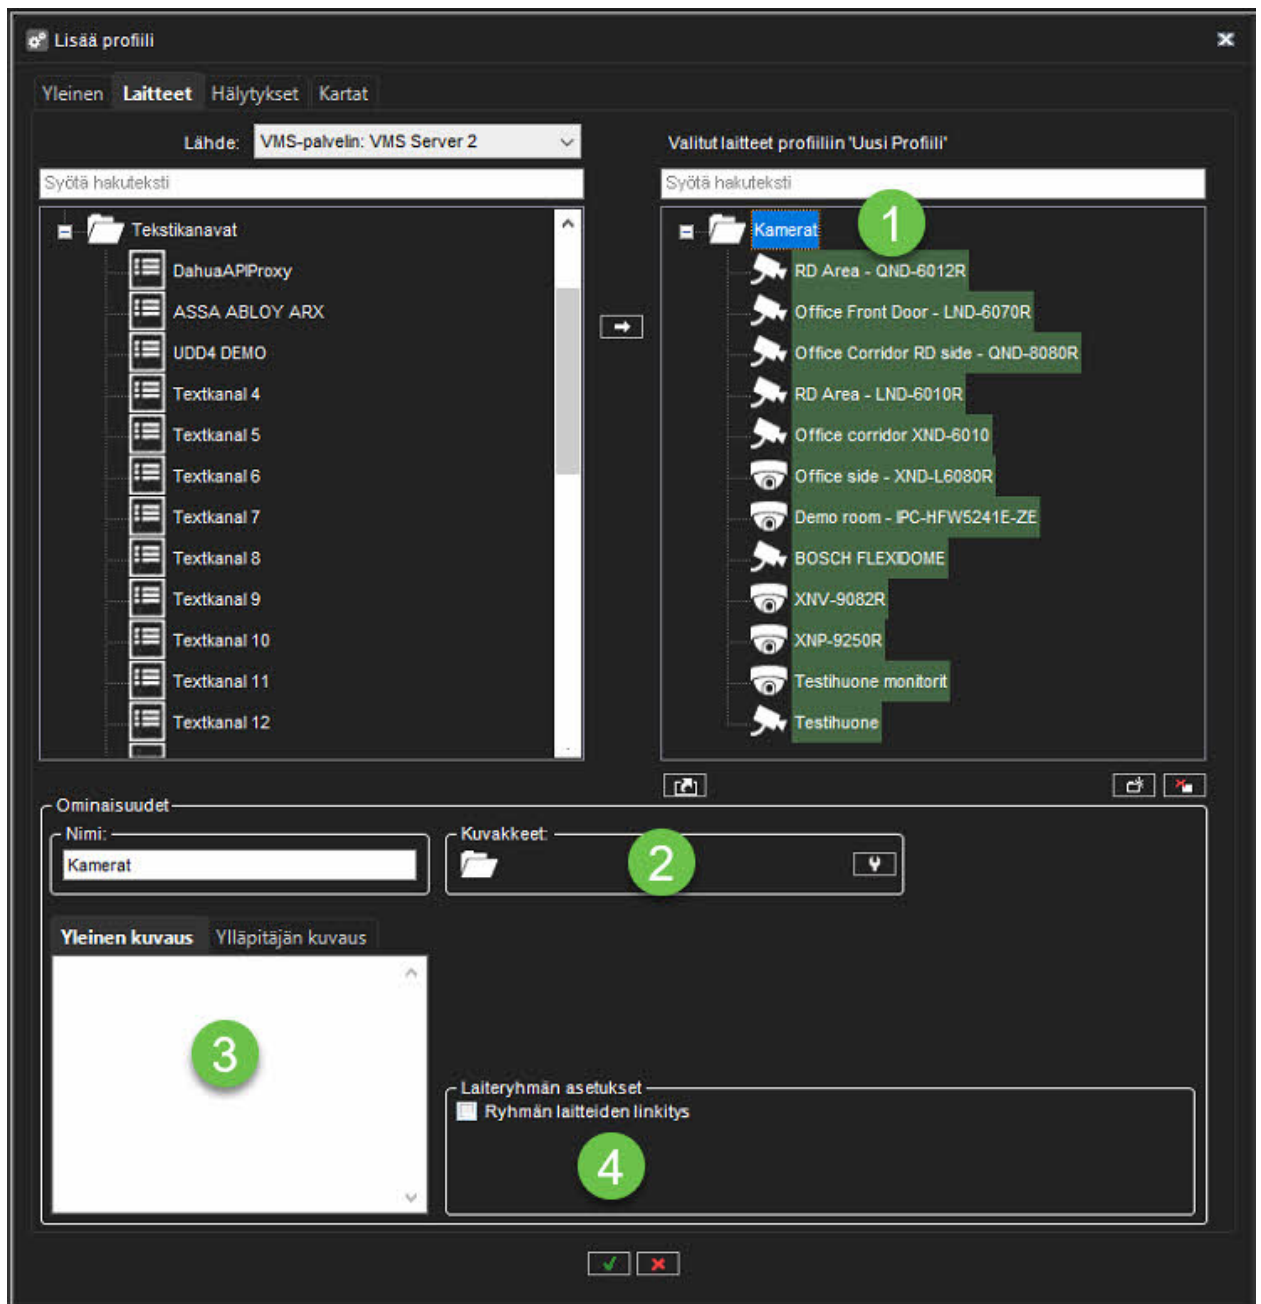 Lisää profiili
Yleinen Laitteet Hälytykset Kartat
Lähde: VMS-palvelin: VMS Server 2
Syötä hakuteksti
Tekstikanavat
DahuaAPIProxy
ASSA ABLOY ARX
UDD4 DEMO
Textkanal 4
Textkanal 5
Textkanal 6
Textkanal 7
Textkanal 8
Textkanal 9
Textkanal 10
Textkanal 11
Textkanal 12
Valitut laitteet profiiliin 'Uusi Profiili'
Syötä hakuteksti
Kamerat
1
RD Area - QND-6012R
Office Front Door - LND-6070R
Office Corridor RD side - QND-8080R
RD Area - LND-6010R
Office corridor XND-6010
Office side - XND-L6080R
Demo room - IPC-HFW5241E-ZE
BOSCH FLEXIDOME
XNV-9082R
XNP-9250R
Testihuone monitorit
Testihuone
Ominaisuudet
Nimi:
Kamerat
Kuvakkeet:
2
Yleinen kuvaus Ylläpitäjän kuvaus
3
Laiteryhmän asetukset
Ryhmän laitteiden linkitys
4